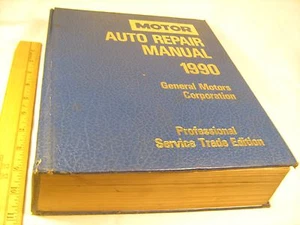 MOTOR
AUTO REPAIR
MANUAL
1990
General Motors
Corporation
Professional
Service Trade Edition